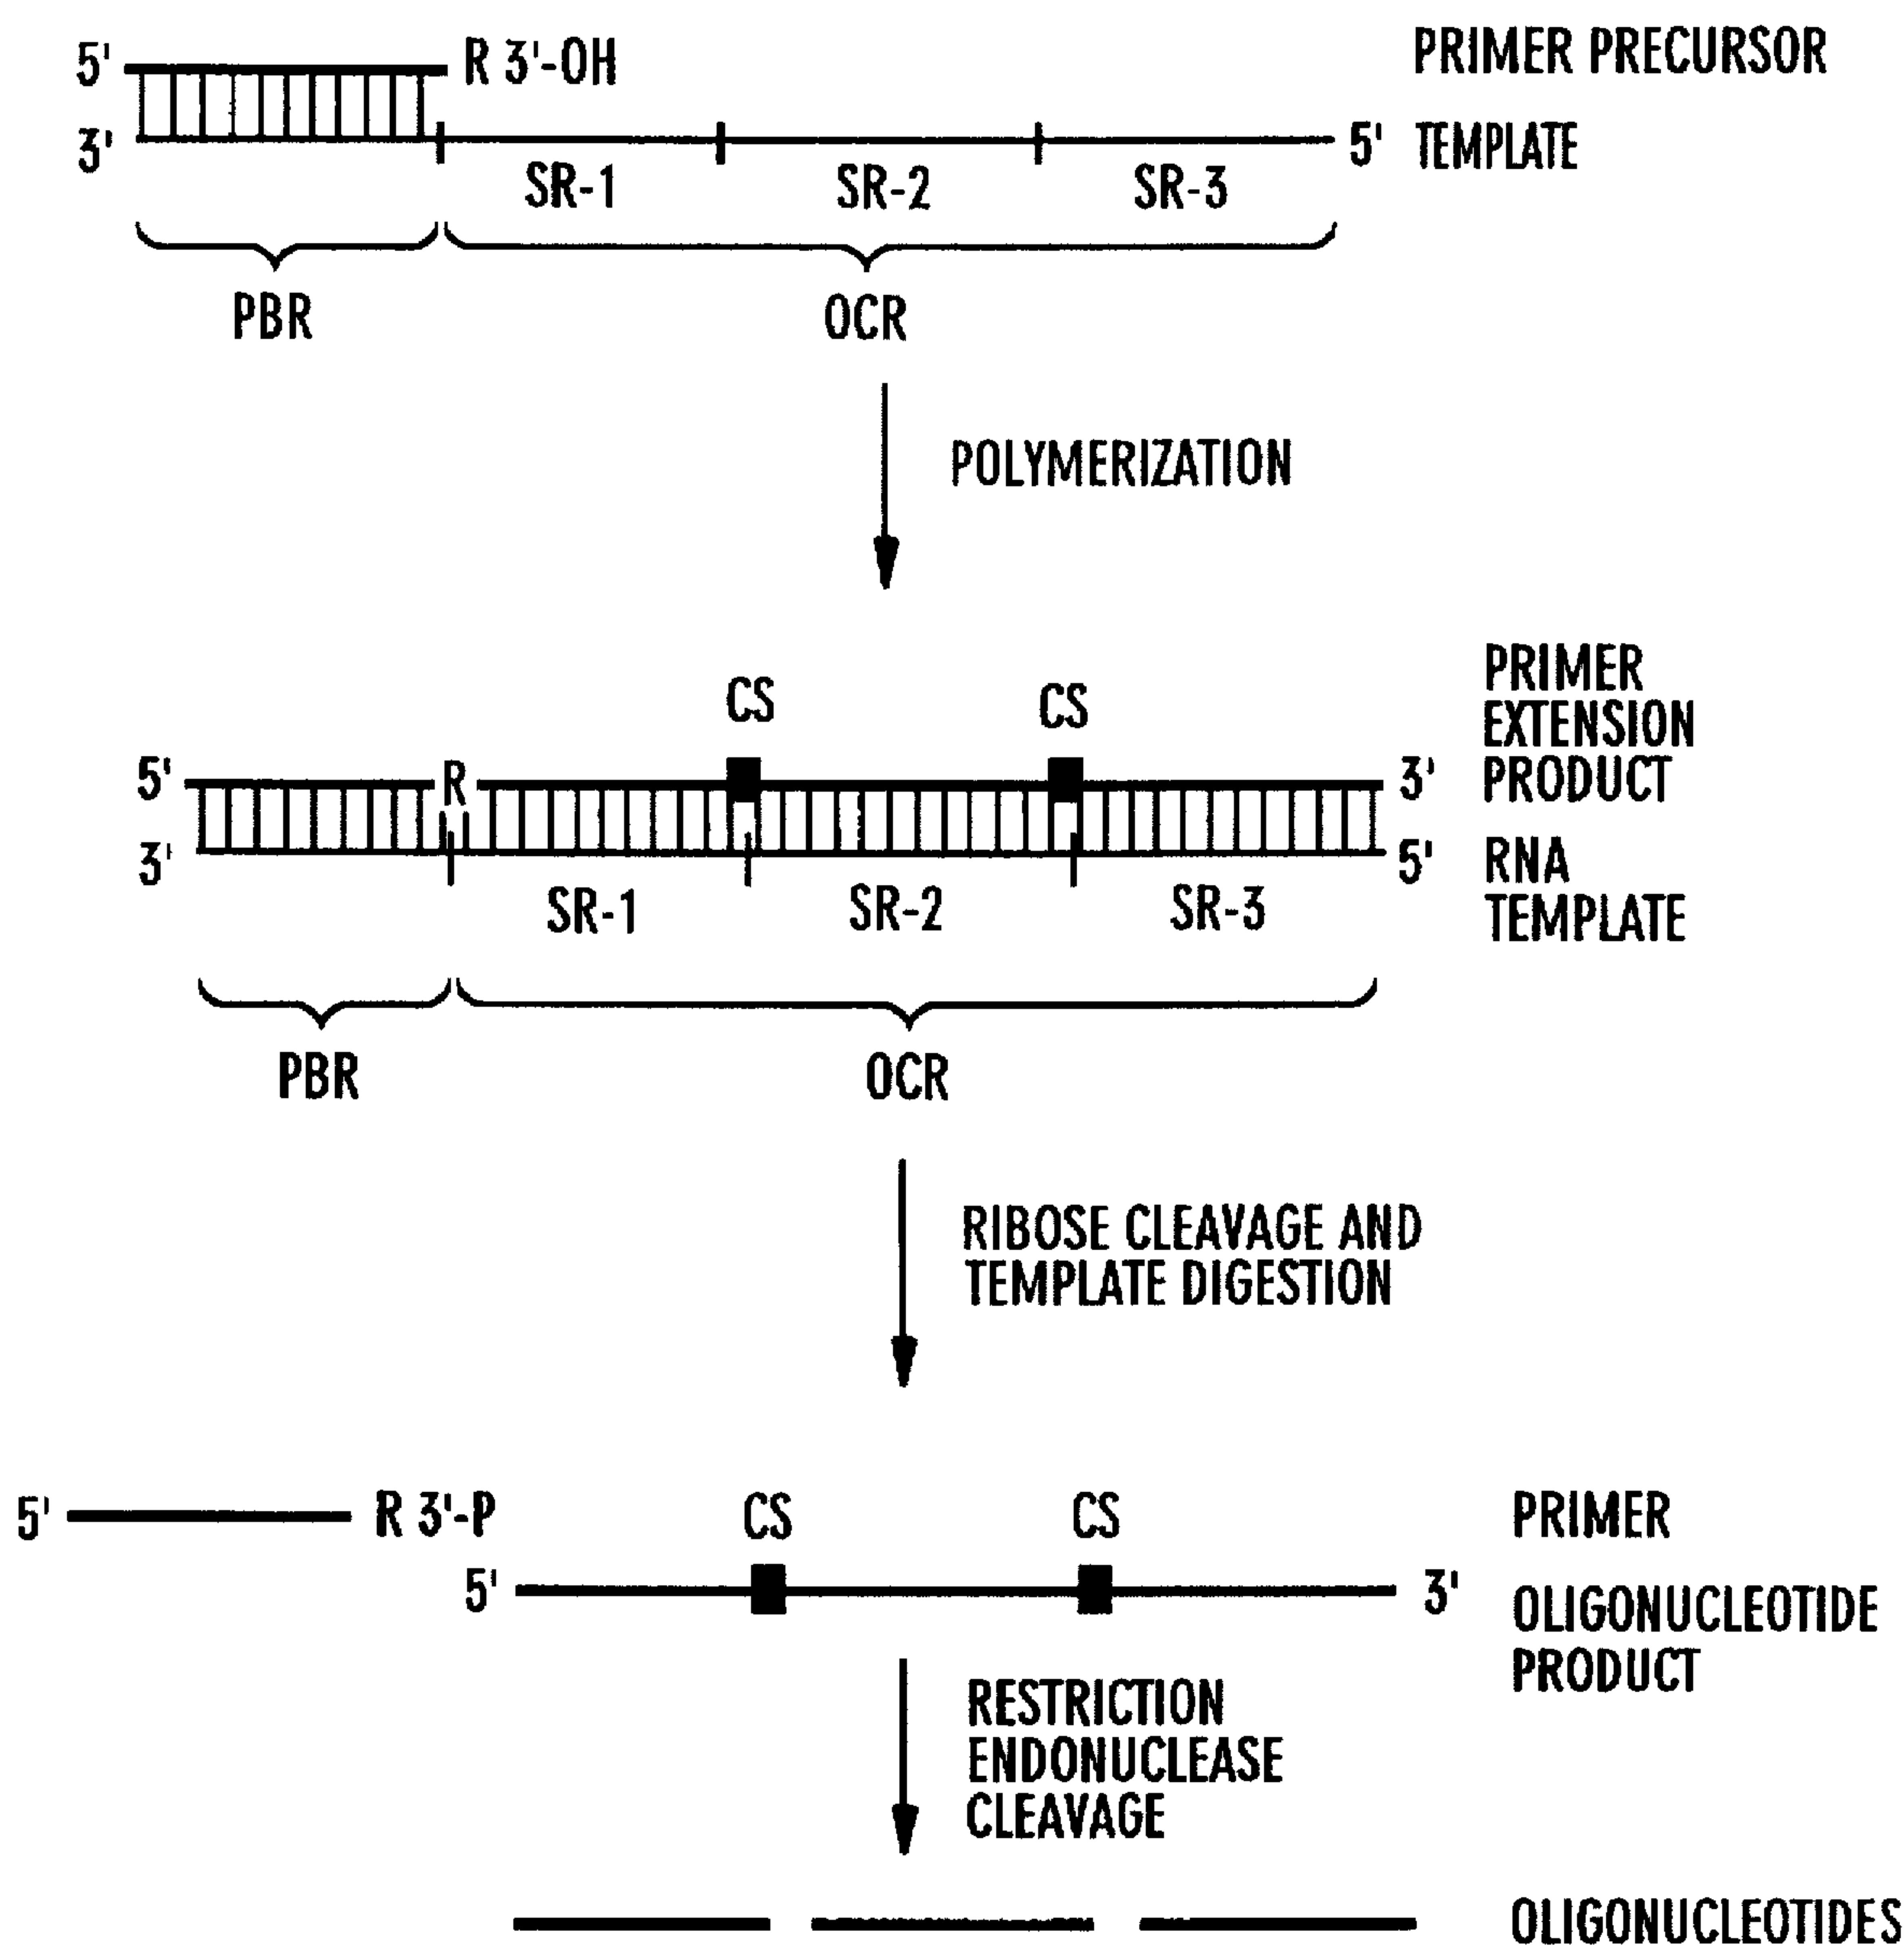 5' R 3'-OH PRIMER PRECURSOR
3' 5' TEMPLATE
SR-1 SR-2 SR-3
PBR OCR
POLYMERIZATION
CS CS
PRIMER
EXTENSION
PRODUCT
5' R 3'
3' 5'
RNA
TEMPLATE
SR-1 SR-2 SR-3
PBR OCR
RIBOSE CLEAVAGE AND
TEMPLATE DIGESTION
5' R 3'-P CS CS PRIMER
5' 3'
OLIGONUCLEOTIDE
PRODUCT
RESTRICTION
ENDONUCLEASE
CLEAVAGE
OLIGONUCLEOTIDES